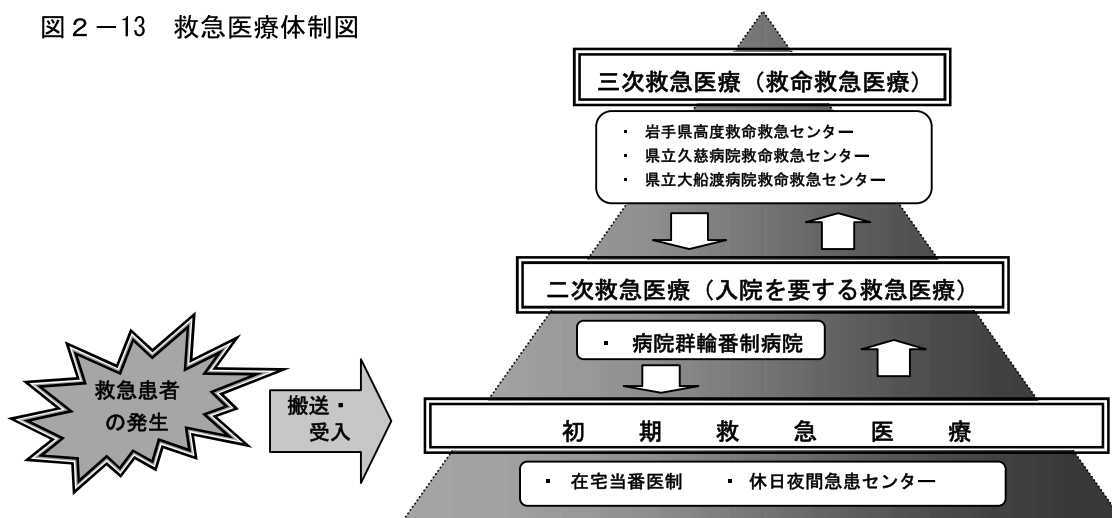 図２－13　救急医療体制図
三次救急医療（救命救急医療）
・ 岩手県高度救命救急センター
・ 県立久慈病院救命救急センター
・ 県立大船渡病院救命救急センター
二次救急医療（入院を要する救急医療）
・ 病院群輪番制病院
救急患者
の発生
搬送・
受入
初　期　救　急　医　療
・ 在宅当番医制　・ 休日夜間急患センター